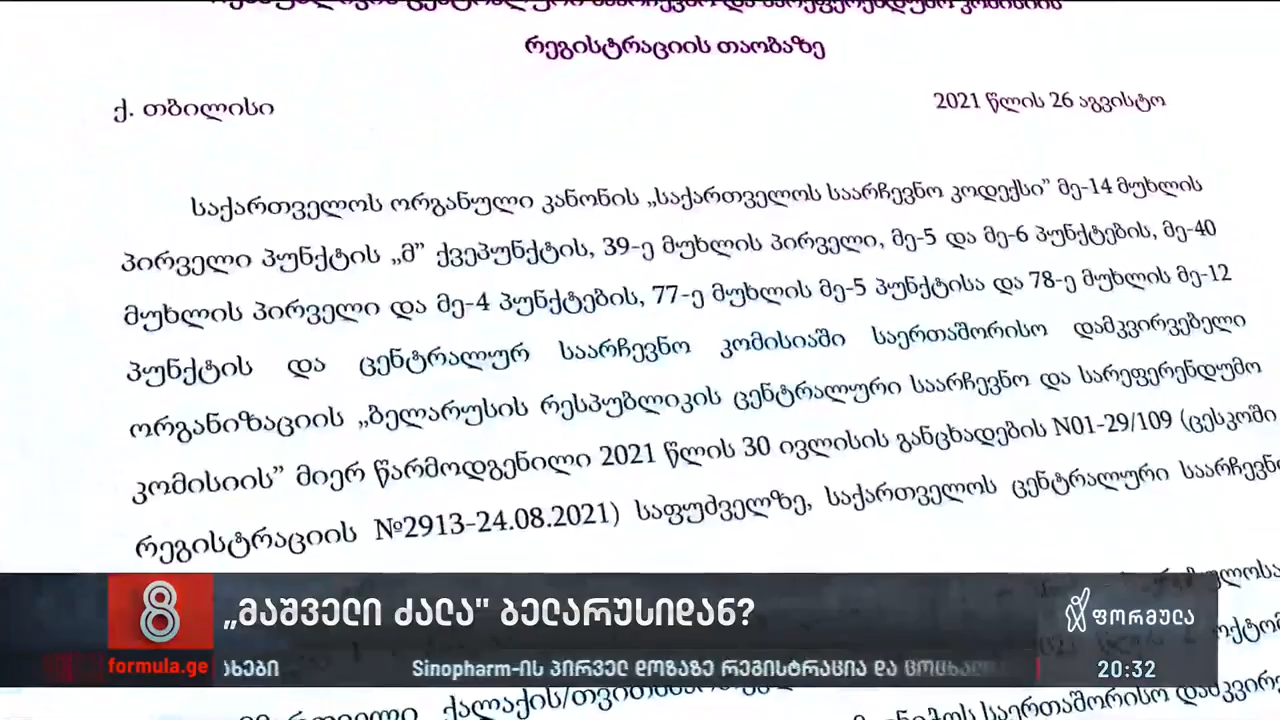 რეგისტრაციის თაობაზე
ქ. თბილისი
2021 წლის 26 აგვისტო
საქართველოს ორგანული კანონის „საქართველოს საარჩევნო კოდექსი” მე-14 მუხლის
პირველი პუნქტის „მ” ქვეპუნქტის, 39-ე მუხლის პირველი, მე-5 და მე-6 პუნქტების, მე-40
მუხლის პირველი და მე-4 პუნქტების, 77-ე მუხლის მე-5 პუნქტისა და 78-ე მუხლის მე-12
პუნქტის და ცენტრალურ საარჩევნო კომისიაში საერთაშორისო დამკვირვებელი
ორგანიზაციის „ბელარუსის რესპუბლიკის ცენტრალური საარჩევნო და სარეფერენდუმო
კომისიის” მიერ წარმოდგენილი 2021 წლის 30 ივლისის განცხადების N01-29/109 (ცესკოში
რეგისტრაციის №2913-24.08.2021) საფუძველზე, საქართველოს ცენტრალური საარჩევნო
8 „მაშველი ძალა" ბელარუსიდან?
ფორმულა
formula.ge
Sinopharm-ის პირველ დოზაზე რეგისტრაცია და
20:32
საერთაშორისო